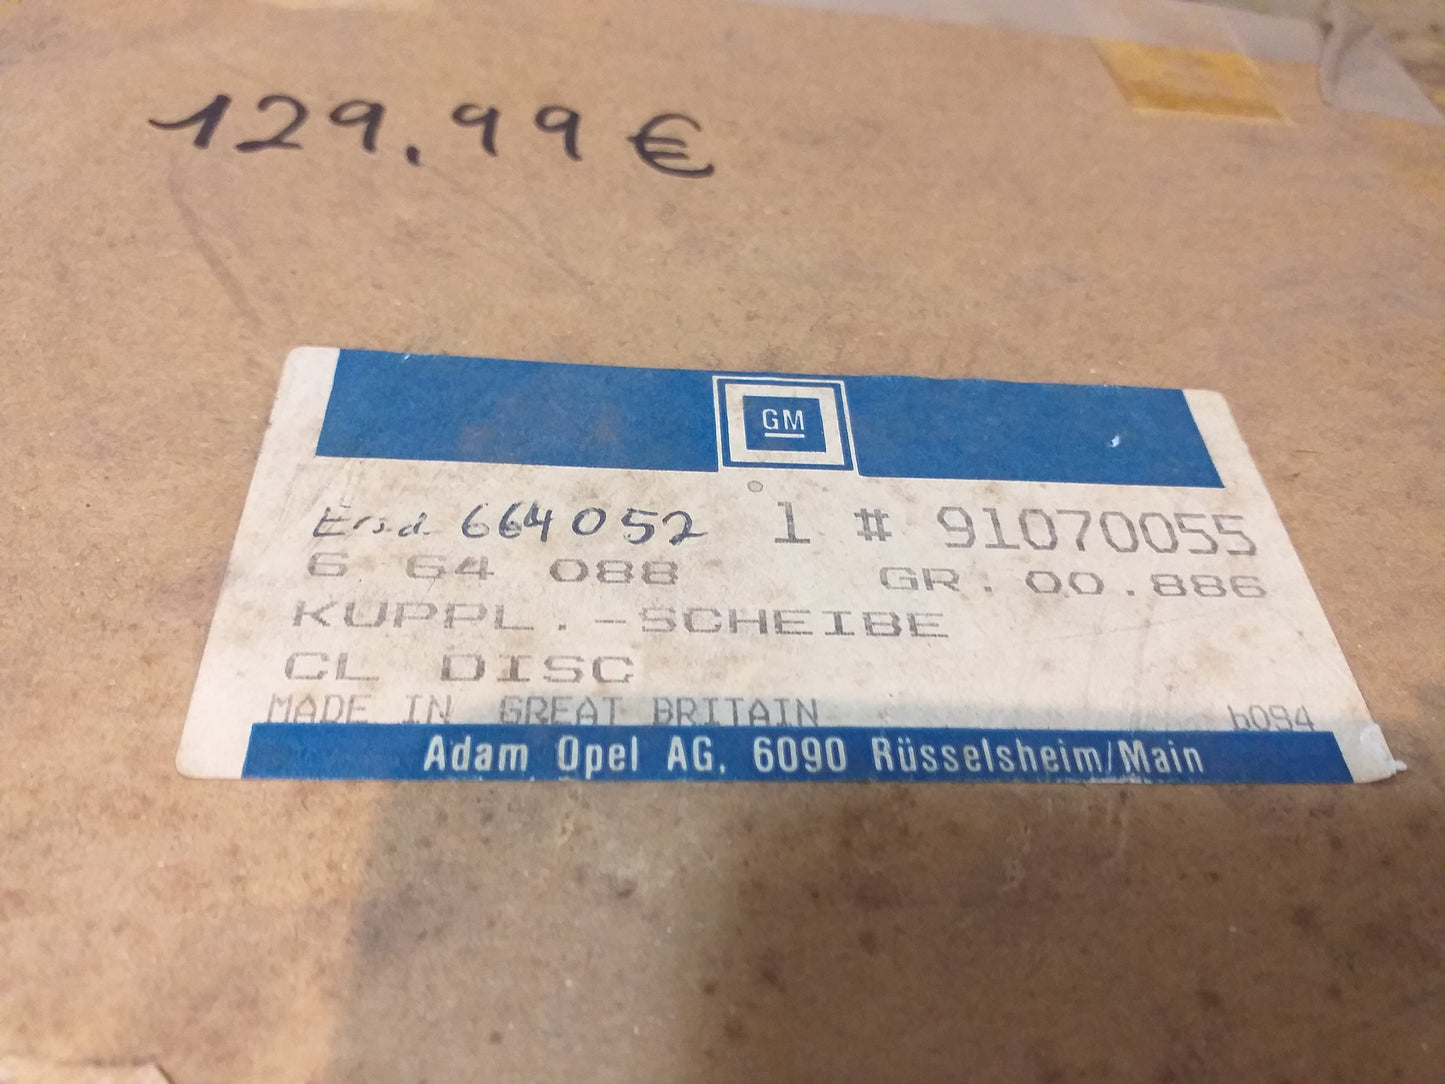 129.99 €
GM
Ers.d. 664052 1 # 91070055
6 64 088 GR. 00.886
KUPPL.-SCHEIBE
CL DISC
MADE IN GREAT BRITAIN b094
Adam Opel AG, 6090 Rüsselsheim/Main